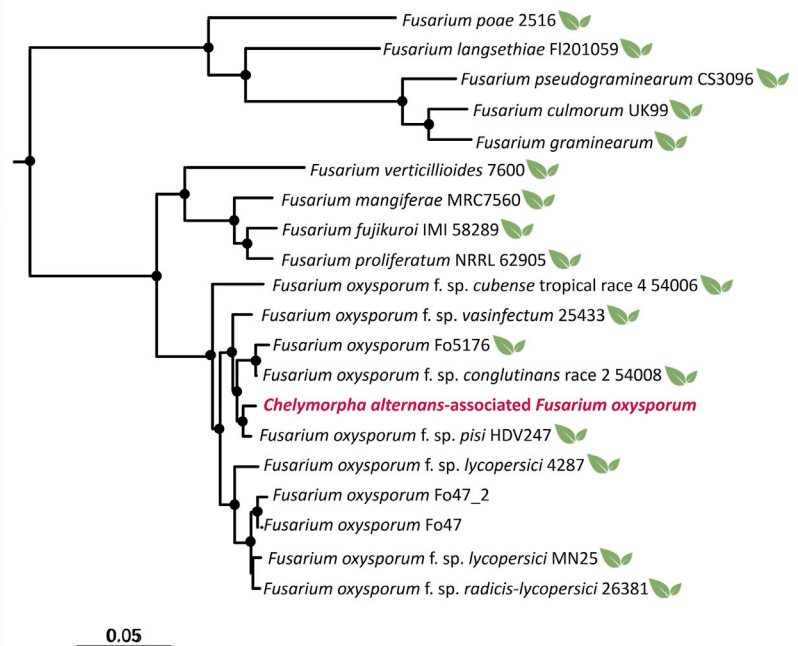 Fusarium poae 2516
Fusarium langsethiae Fl201059
Fusarium pseudograminearum CS3096
Fusarium culmorum UK99
Fusarium graminearum
Fusarium verticillioides 7600
Fusarium mangiferae MRC7560
Fusarium fujikuroi IMI 58289
Fusarium proliferatum NRRL 62905
Fusarium oxysporum f. sp. cubense tropical race 4 54006
Fusarium oxysporum f. sp. vasinfectum 25433
Fusarium oxysporum Fo5176
Fusarium oxysporum f. sp. conglutinans race 2 54008
Chelymorpha alternans-associated Fusarium oxysporum
Fusarium oxysporum f. sp. pisi HDV247
Fusarium oxysporum f. sp. lycopersici 4287
Fusarium oxysporum Fo47_2
Fusarium oxysporum Fo47
Fusarium oxysporum f. sp. lycopersici MN25
Fusarium oxysporum f. sp. radicis-lycopersici 26381
0.05